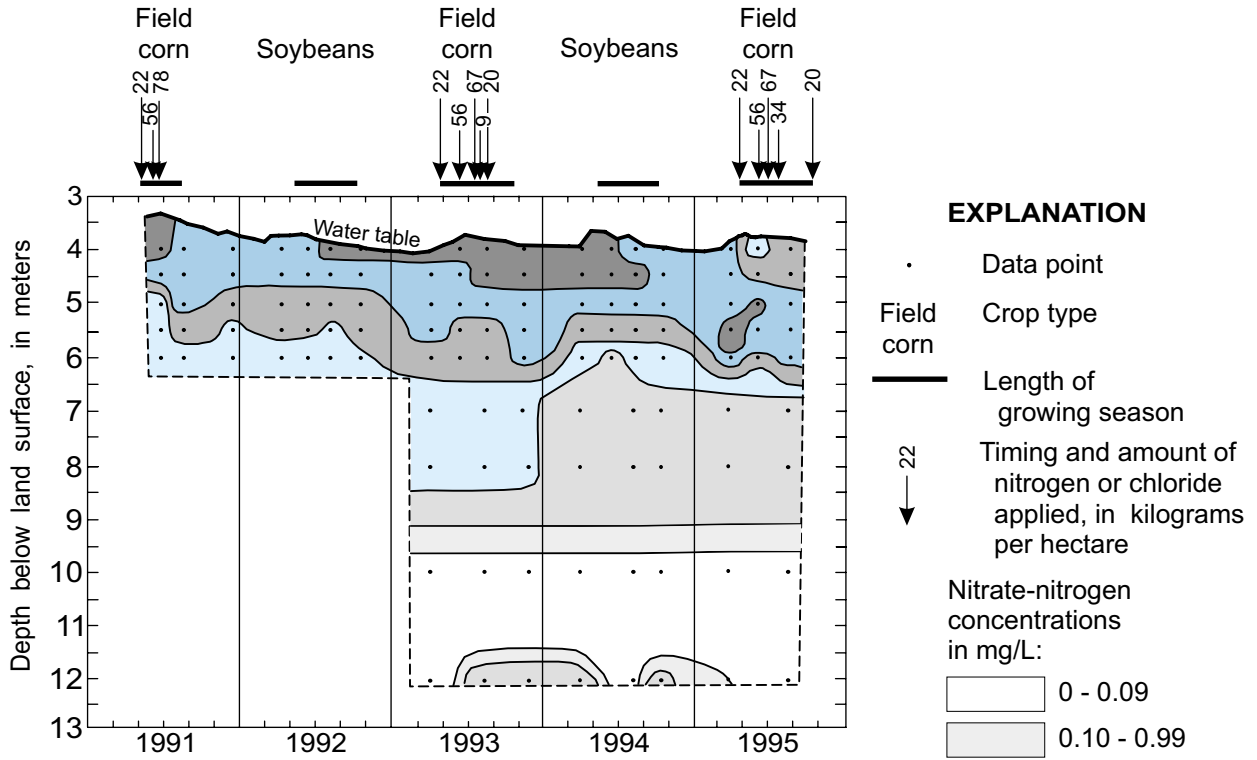 Field
corn
Soybeans
Field
corn
Soybeans
Field
corn
22
56
78
22
56
67
9
20
22
56
67
34
20
Water table
Depth below land surface, in meters
3
4
5
6
7
8
9
10
11
12
13
1991
1992
1993
1994
1995
EXPLANATION
Data point
Field
corn
Crop type
Length of
growing season
22
Timing and amount of
nitrogen or chloride
applied, in kilograms
per hectare
Nitrate-nitrogen
concentrations
in mg/L:
0 - 0.09
0.10 - 0.99